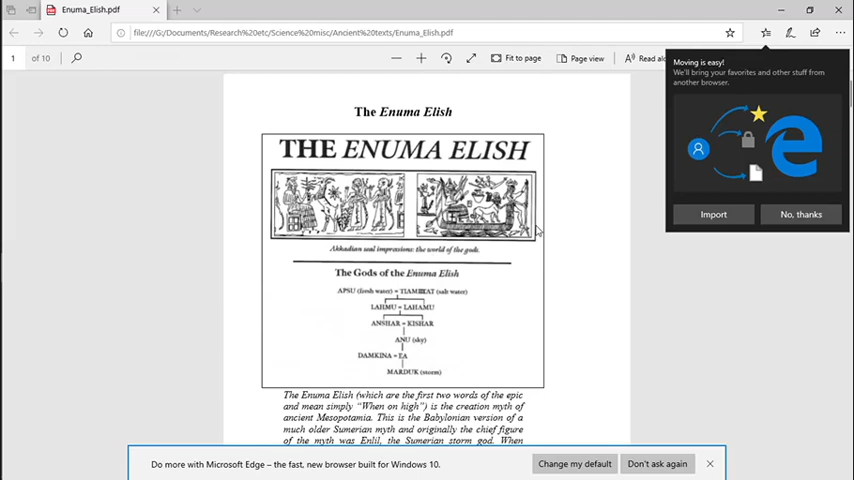 Enuma_Elish.pdf
file:///G:/Documents/Research%20etc/Science%20misc/Ancient%20texts/Enuma_Elish.pdf
1 of 10
Fit to page
Page view
Read alo
Moving is easy!
We'll bring your favorites and other stuff from
another browser.
Import
No, thanks
The Enuma Elish
THE ENUMA ELISH
Akkadian seal impressions: the world of the gods.
The Gods of the Enuma Elish
APSU (fresh water) = (salt water)
LAHMU = LAHAMU
ANSHAR = KISHAR
ANU (sky)
DAMKINA =
MARDUK (storm)
The Enuma Elish (which are the first two words of the epic
and mean simply "When on high") is the creation myth of
ancient Mesopotamia. This is the Babylonian version of a
much older Sumerian myth and originally the chief figure
of the myth was Enlil, the Sumerian storm god. When
Do more with Microsoft Edge – the fast, new browser built for Windows 10.
Change my default
Don't ask again